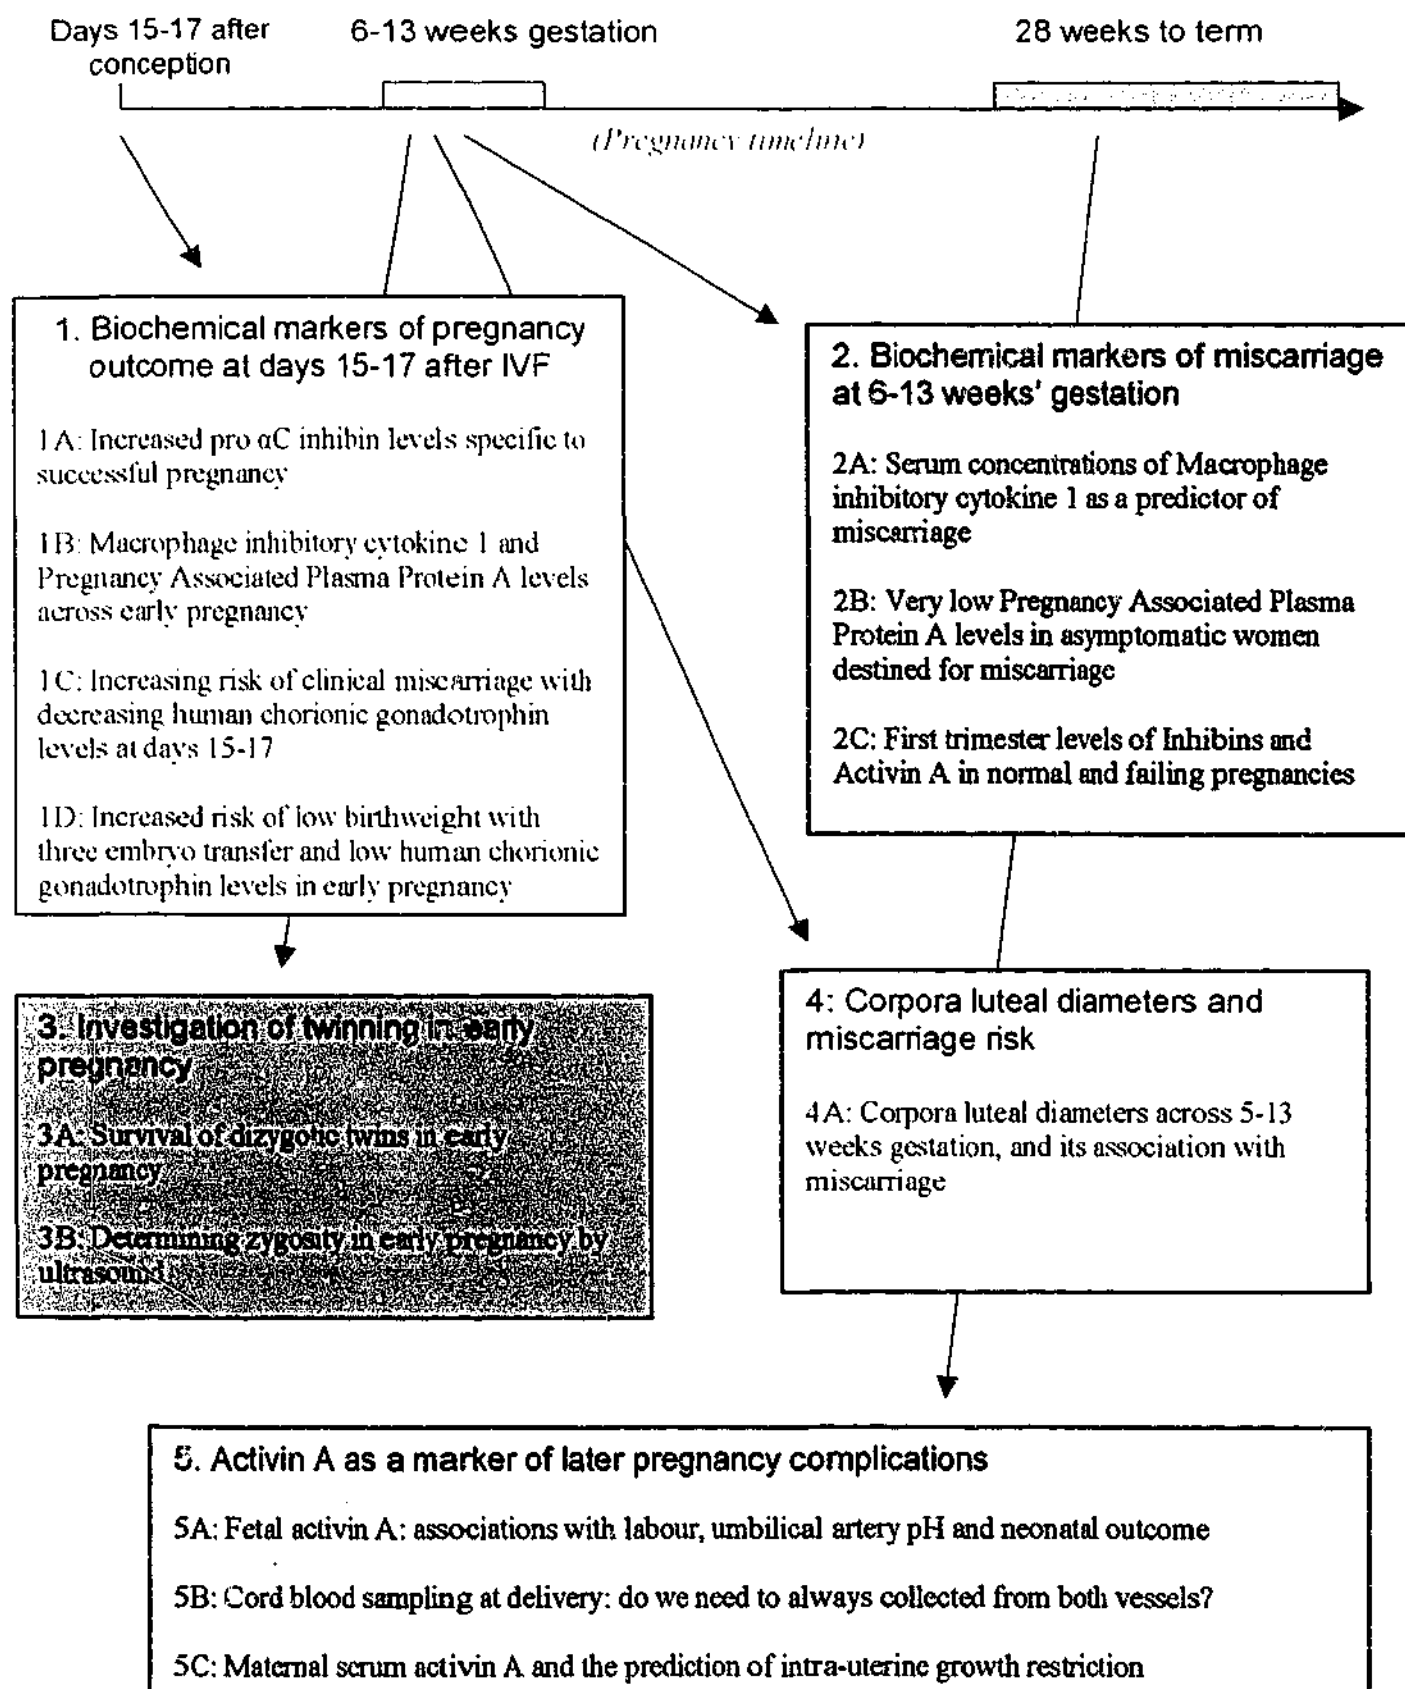 Days 15-17 after
conception
6-13 weeks gestation
28 weeks to term
(Pregnancy timeline)
1. Biochemical markers of pregnancy
outcome at days 15-17 after IVF
1A: Increased pro αC inhibin levels specific to
successful pregnancy
1B: Macrophage inhibitory cytokine 1 and
Pregnancy Associated Plasma Protein A levels
across early pregnancy
1C: Increasing risk of clinical miscarriage with
decreasing human chorionic gonadotrophin
levels at days 15-17
1D: Increased risk of low birthweight with
three embryo transfer and low human chorionic
gonadotrophin levels in early pregnancy
2. Biochemical markers of miscarriage
at 6-13 weeks' gestation
2A: Serum concentrations of Macrophage
inhibitory cytokine 1 as a predictor of
miscarriage
2B: Very low Pregnancy Associated Plasma
Protein A levels in asymptomatic women
destined for miscarriage
2C: First trimester levels of Inhibins and
Activin A in normal and failing pregnancies
3. Investigation of twinning in early
pregnancy
3A: Survival of dizygotic twins in early
pregnancy
3B: Determining zygosity in early pregnancy by
ultrasound
4: Corpora luteal diameters and
miscarriage risk
4A: Corpora luteal diameters across 5-13
weeks gestation, and its association with
miscarriage
5. Activin A as a marker of later pregnancy complications
5A: Fetal activin A: associations with labour, umbilical artery pH and neonatal outcome
5B: Cord blood sampling at delivery: do we need to always collected from both vessels?
5C: Maternal serum activin A and the prediction of intra-uterine growth restriction